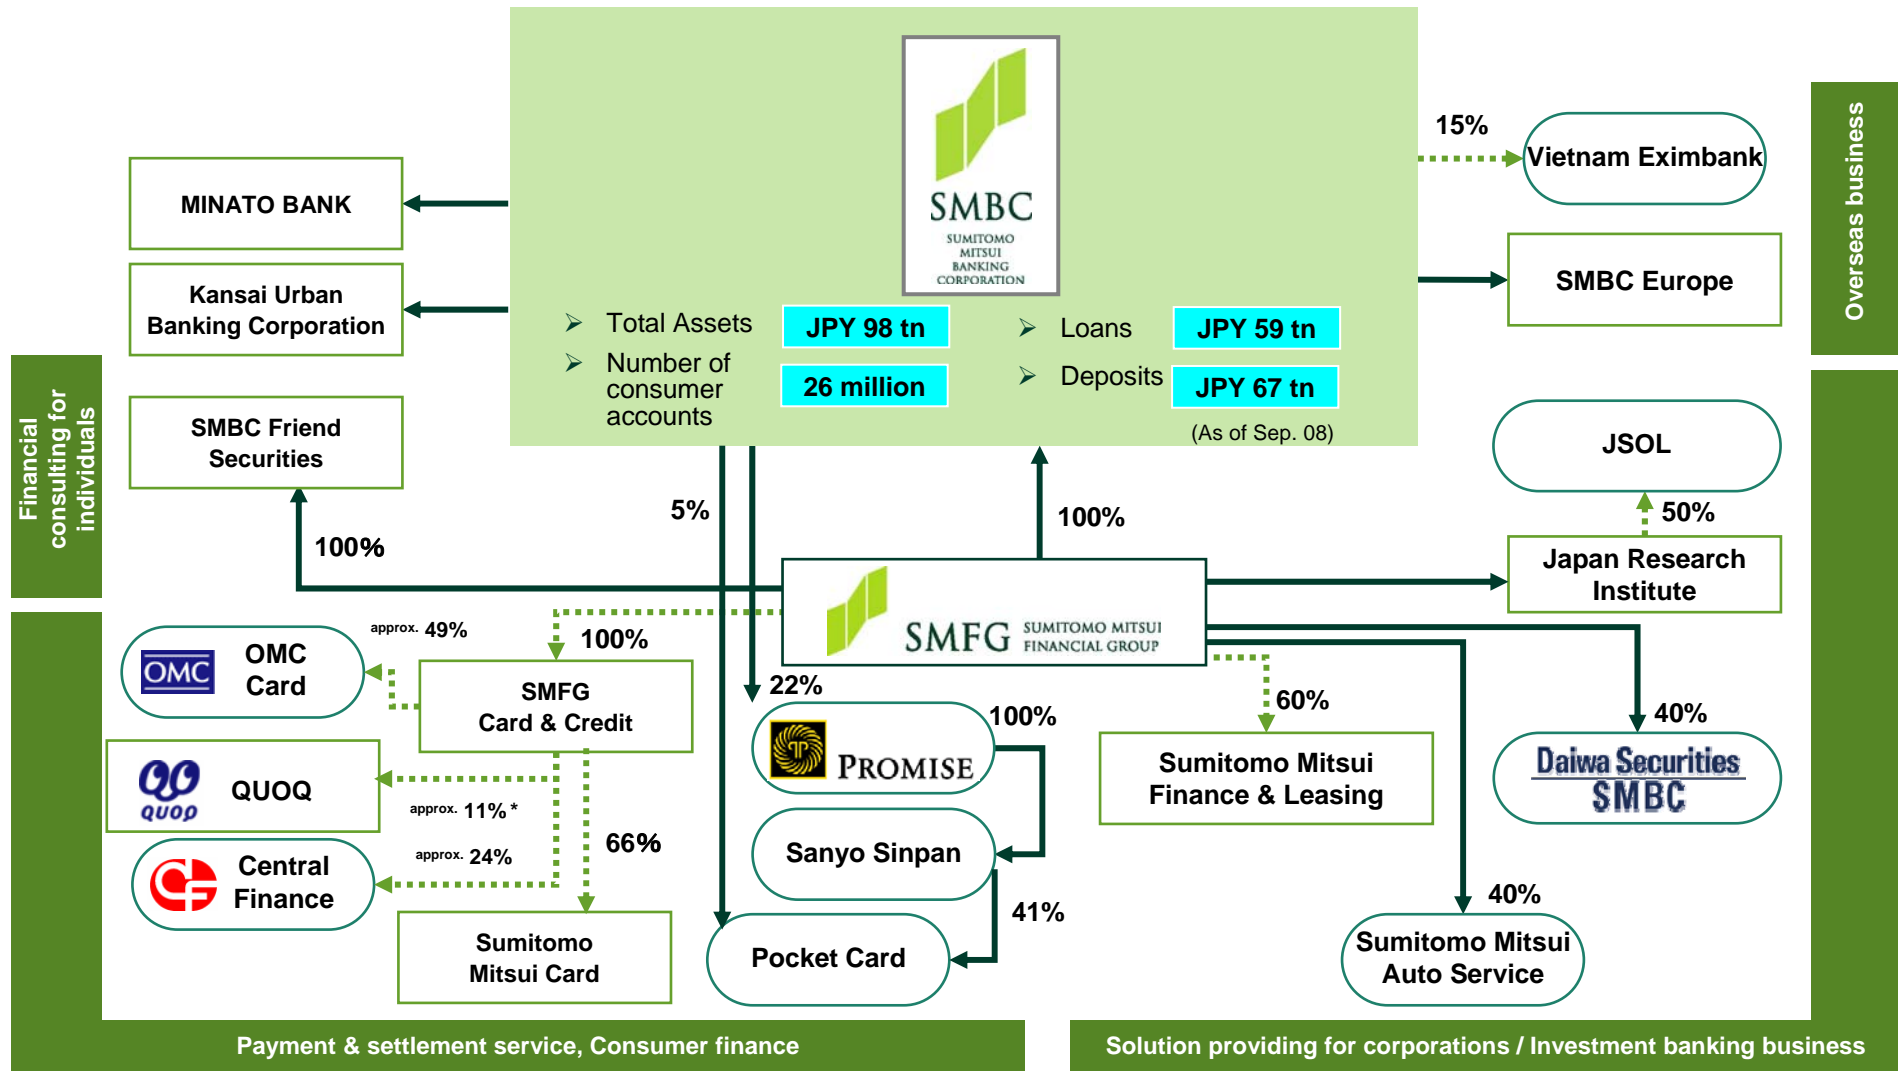 SMBC
SUMITOMO
MITSUI
BANKING
CORPORATION
➢ Total Assets
JPY 98 tn
➢ Number of
consumer
accounts
26 million
➢ Loans
JPY 59 tn
➢ Deposits
JPY 67 tn
(As of Sep. 08)
MINATO BANK
Kansai Urban
Banking Corporation
SMBC Friend
Securities
Financial
consulting for
individuals
15%
Vietnam Eximbank
SMBC Europe
Overseas business
JSOL
50%
Japan Research
Institute
5%
100%
100%
SMFG
SUMITOMO MITSUI
FINANCIAL GROUP
approx. 49%
100%
OMC
OMC
Card
SMFG
Card & Credit
QUOQ
QUOQ
approx. 11% *
approx. 24%
Central
Finance
66%
Sumitomo
Mitsui Card
22%
100%
PROMISE
Sanyo Sinpan
41%
Pocket Card
60%
Sumitomo Mitsui
Finance & Leasing
40%
Daiwa Securities
SMBC
40%
Sumitomo Mitsui
Auto Service
Payment & settlement service, Consumer finance
Solution providing for corporations / Investment banking business